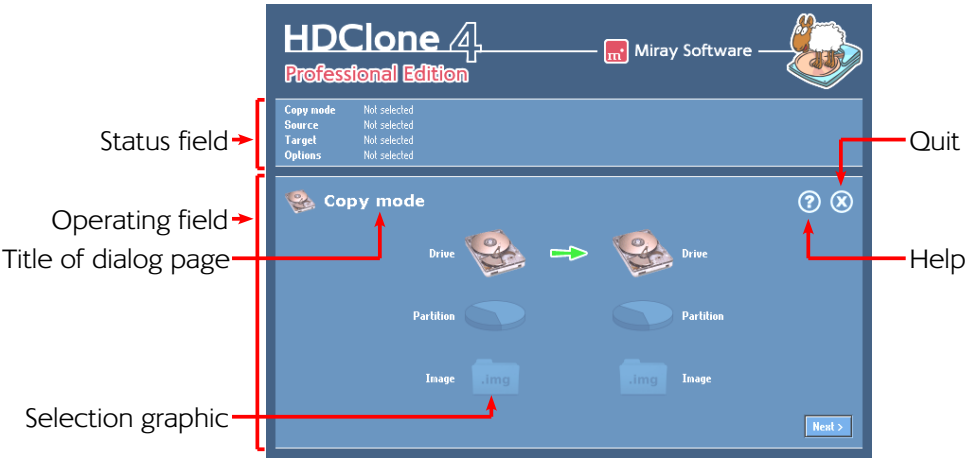 HDClone 4
Professional Edition
m Miray Software
Copy mode Not selected
Source Not selected
Target Not selected
Options Not selected
Status field
Quit
Copy mode
? X
Operating field
Title of dialog page
Help
Drive Drive
Partition Partition
Image .img .img Image
Selection graphic
Next >